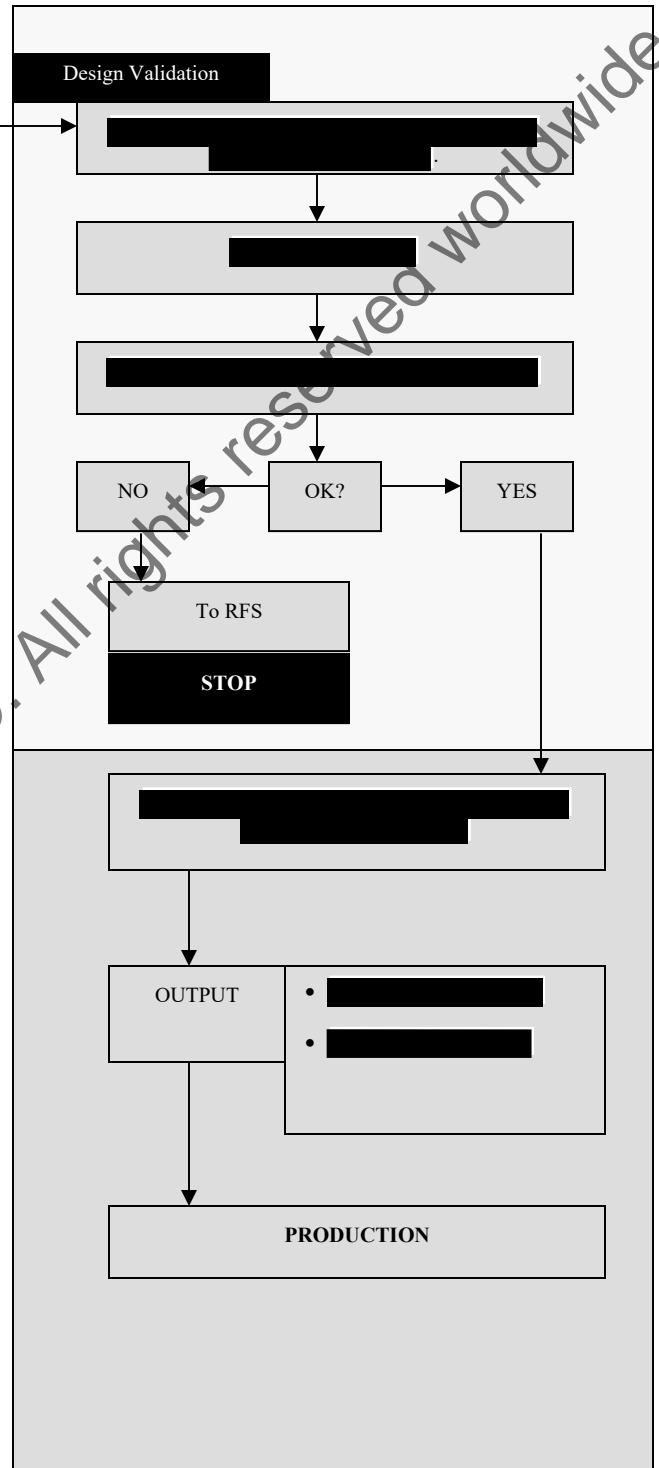 Design Validation
.
NO
OK?
YES
To RFS
STOP
OUTPUT
•
•
PRODUCTION
. All rights reserved worldwide